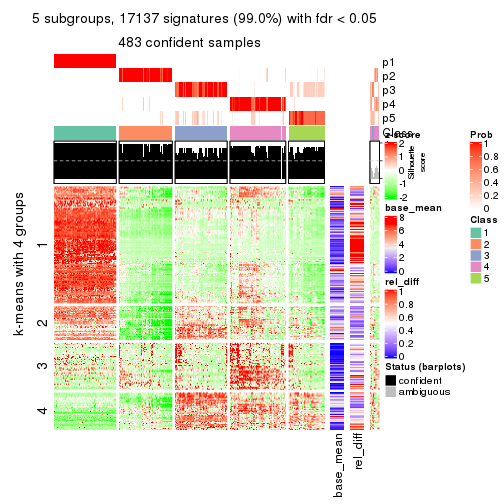 5 subgroups, 17137 signatures (99.0%) with fdr < 0.05
483 confident samples
p1
p2
p3
p4
p5
Class
z-score
2
1
0
-1
-2
Silhouette
score
Prob
1
0.8
0.6
0.4
0.2
0
base_mean
8
6
4
2
0
Class
1
2
3
4
5
rel_diff
1
0.8
0.6
0.4
0.2
0
Status (barplots)
confident
ambiguous
k-means with 4 groups
1
2
3
4
base_mean
rel_diff